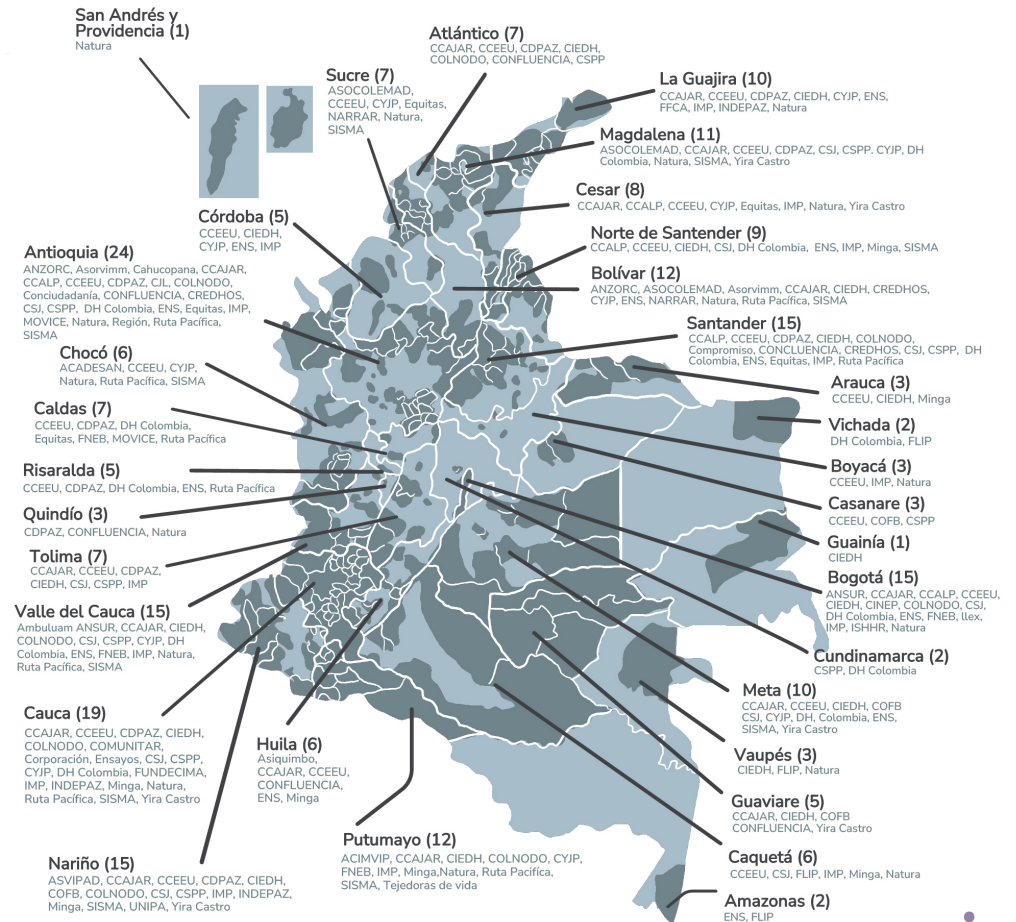 San Andrés y
Providencia (1)
Natura
Atlántico (7)
CCAJAR, CCEEU, CDPAZ, CIEDH,
COLNODO, CONFLUENCIA, CSPP
Sucre (7)
ASOCOLEMAD,
CCEEU, CYJP, Equitas,
NARRAR, Natura,
SISMA
La Guajira (10)
CCAJAR, CCEEU, CDPAZ, CIEDH, CYJP, ENS,
FFCA, IMP, INDEPAZ, Natura
Magdalena (11)
ASOCOLEMAD, CCAJAR, CCEEU, CDPAZ, CSJ, CSPP. CYJP, DH
Colombia, Natura, SISMA, Yira Castro
Cesar (8)
CCAJAR, CCALP, CCEEU, CYJP, Equitas, IMP, Natura, Yira Castro
Córdoba (5)
CCEEU, CIEDH,
CYJP, ENS, IMP
Norte de Santender (9)
CCALP, CCEEU, CIEDH, CSJ, DH Colombia, ENS, IMP, Minga, SISMA
Antioquia (24)
ANZORC, Asorvimm, Cahucopana, CCAJAR,
CCALP, CCEEU, CDPAZ, CJL, COLNODO,
Conciudadanía, CONFLUENCIA, CREDHOS,
CSJ, CSPP, DH Colombia, ENS, Equitas, IMP,
MOVICE, Natura, Región, Ruta Pacífica,
SISMA
Bolívar (12)
ANZORC, ASOCOLEMAD, Asorvimm, CCAJAR, CIEDH, CREDHOS,
CYJP, ENS, NARRAR, Natura, Ruta Pacífica, SISMA
Santander (15)
CCALP, CCEEU, CDPAZ, CIEDH, COLNODO,
Compromiso, CONCLUENCIA, CREDHOS, CSJ, CSPP, DH
Colombia, ENS, Equitas, IMP, Ruta Pacífica
Chocó (6)
ACADESAN, CCEEU, CYJP,
Natura, Ruta Pacífica, SISMA
Arauca (3)
CCEEU, CIEDH, Minga
Caldas (7)
CCEEU, CDPAZ, DH Colombia,
Equitas, FNEB, MOVICE, Ruta Pacífica
Vichada (2)
DH Colombia, FLIP
Risaralda (5)
CCEEU, CDPAZ, DH Colombia, ENS, Ruta Pacífica
Boyacá (3)
CCEEU, IMP, Natura
Quindío (3)
CDPAZ, CONFLUENCIA, Natura
Casanare (3)
CCEEU, COFB, CSPP
Guainía (1)
CIEDH
Tolima (7)
CCAJAR, CCEEU, CDPAZ,
CIEDH, CSJ, CSPP, IMP
Bogotá (15)
ANSUR, CCAJAR, CCALP, CCEEU,
CIEDH, CINEP, COLNODO, CSJ,
DH Colombia, ENS, FNEB, Ilex,
IMP, ISHHR, Natura
Valle del Cauca (15)
Ambuluam ANSUR, CCAJAR, CIEDH,
COLNODO, CSJ, CSPP, CYJP, DH
Colombia, ENS, FNEB, IMP, Natura,
Ruta Pacífica, SISMA
Cundinamarca (2)
CSPP, DH Colombia
Meta (10)
CCAJAR, CCEEU, CIEDH, COFB
CSJ, CYJP, DH, Colombia, ENS,
SISMA, Yira Castro
Cauca (19)
CCAJAR, CCEEU, CDPAZ, CIEDH,
COLNODO, COMUNITAR,
Corporación, Ensayos, CSJ, CSPP,
CYJP, DH Colombia, FUNDECIMA,
IMP, INDEPAZ, Minga, Natura,
Ruta Pacífica, SISMA, Yira Castro
Huila (6)
Asiquimbo,
CCAJAR, CCEEU,
CONFLUENCIA,
ENS, Minga
Vaupés (3)
CIEDH, FLIP, Natura
Guaviare (5)
CCAJAR, CIEDH, COFB
CONFLUENCIA, Yira Castro
Putumayo (12)
ACIMVIP, CCAJAR, CIEDH, COLNODO, CYJP,
FNEB, IMP, Minga,Natura, Ruta Pacifíca,
SISMA, Tejedoras de vida
Caquetá (6)
CCEEU, CSJ, FLIP, IMP, Minga, Natura
Nariño (15)
ASVIPAD, CCAJAR, CCEEU, CDPAZ, CIEDH,
COFB, COLNODO, CSJ, CSPP, IMP, INDEPAZ,
Minga, SISMA, UNIPA, Yira Castro
Amazonas (2)
ENS, FLIP